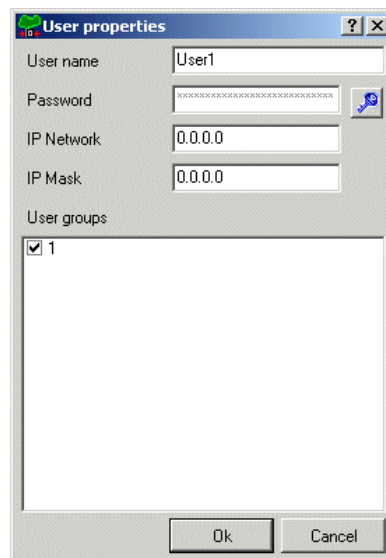 User properties
User name User1
Password ****************************
IP Network 0.0.0.0
IP Mask 0.0.0.0
User groups
1
Ok Cancel